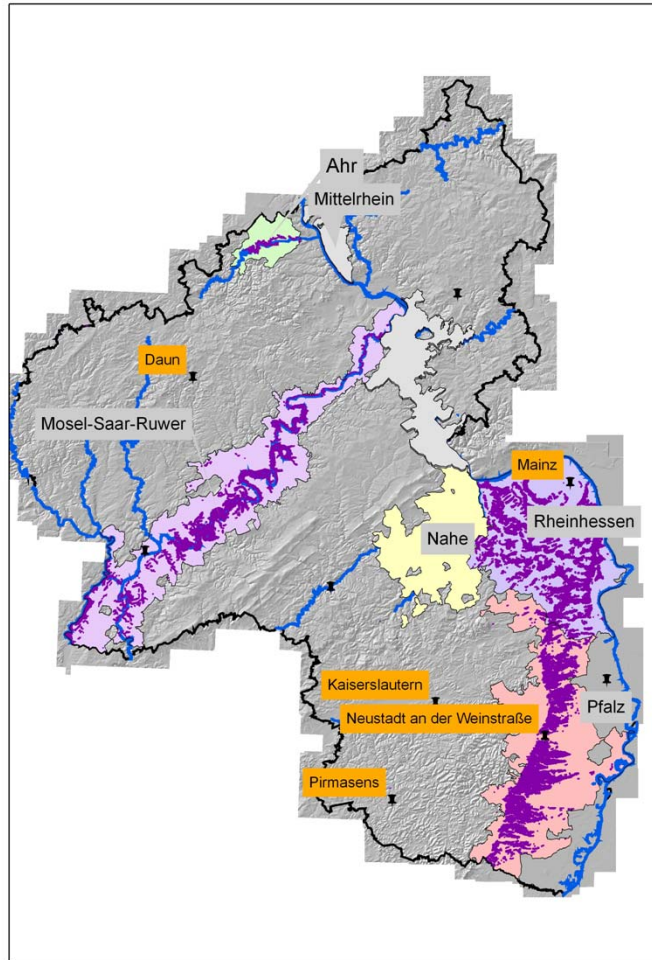 Ahr
Mittelrhein
Daun
Mosel-Saar-Ruwer
Mainz
Rheinhessen
Nahe
Kaiserslautern
Pfalz
Neustadt an der Weinstraße
Pirmasens